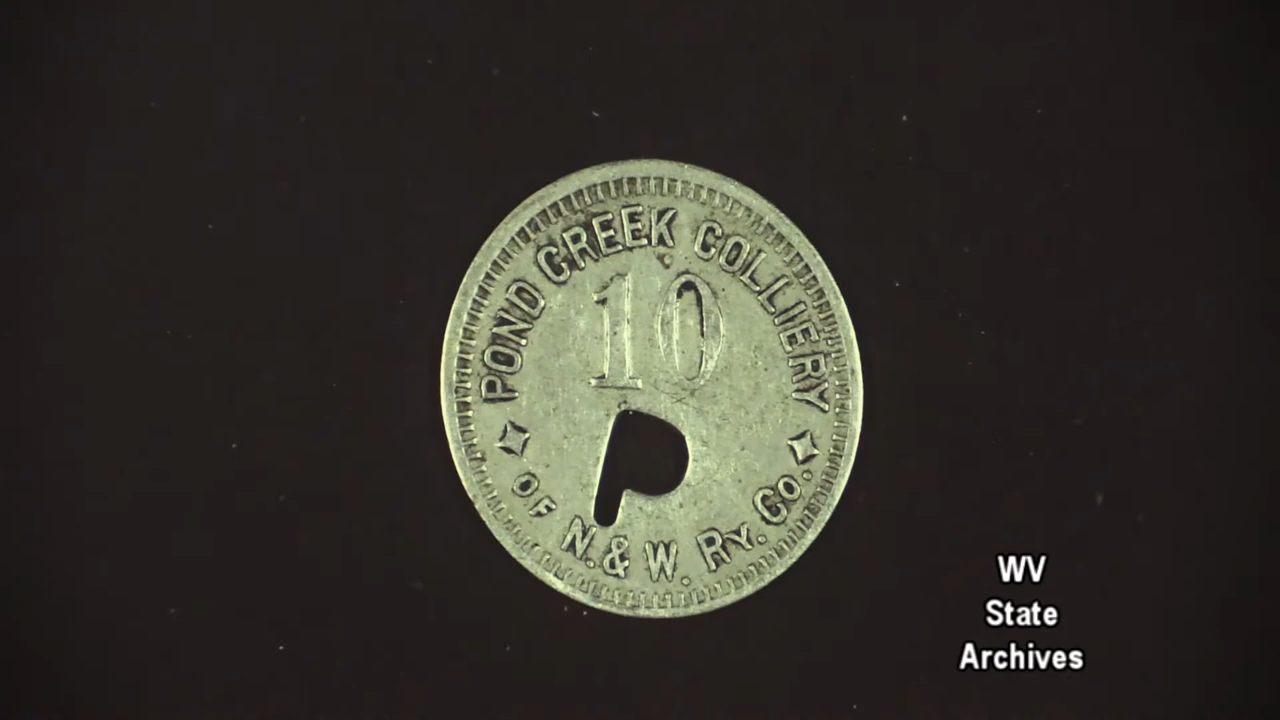 POND CREEK COLLIERY
10
P
OF N.&W. RY. CO.
WV
State
Archives